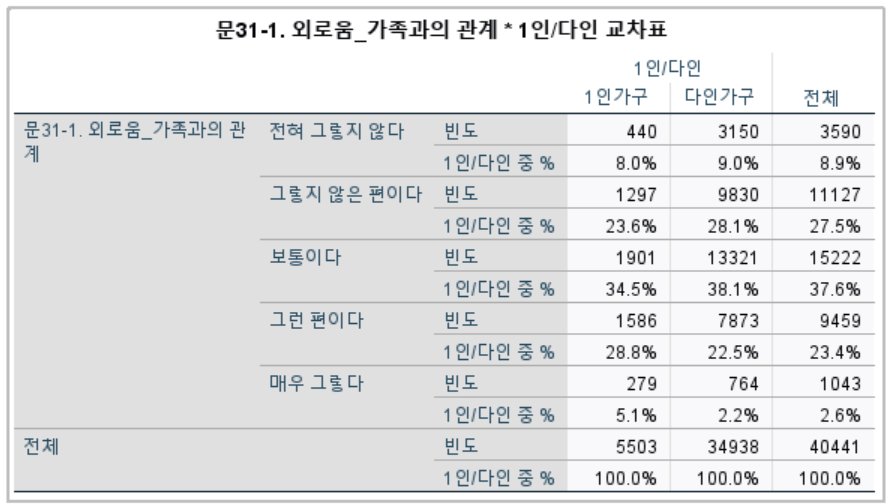 문31-1. 외로움_가족과의 관계 * 1인/다인 교차표
1인/다인
1인가구 다인가구 전체
문31-1. 외로움_가족과의 관계 전혀 그렇지 않다 빈도 440 3150 3590
1인/다인 중 % 8.0% 9.0% 8.9%
그렇지 않은 편이다 빈도 1297 9830 11127
1인/다인 중 % 23.6% 28.1% 27.5%
보통이다 빈도 1901 13321 15222
1인/다인 중 % 34.5% 38.1% 37.6%
그런 편이다 빈도 1586 7873 9459
1인/다인 중 % 28.8% 22.5% 23.4%
매우 그렇다 빈도 279 764 1043
1인/다인 중 % 5.1% 2.2% 2.6%
전체 빈도 5503 34938 40441
1인/다인 중 % 100.0% 100.0% 100.0%